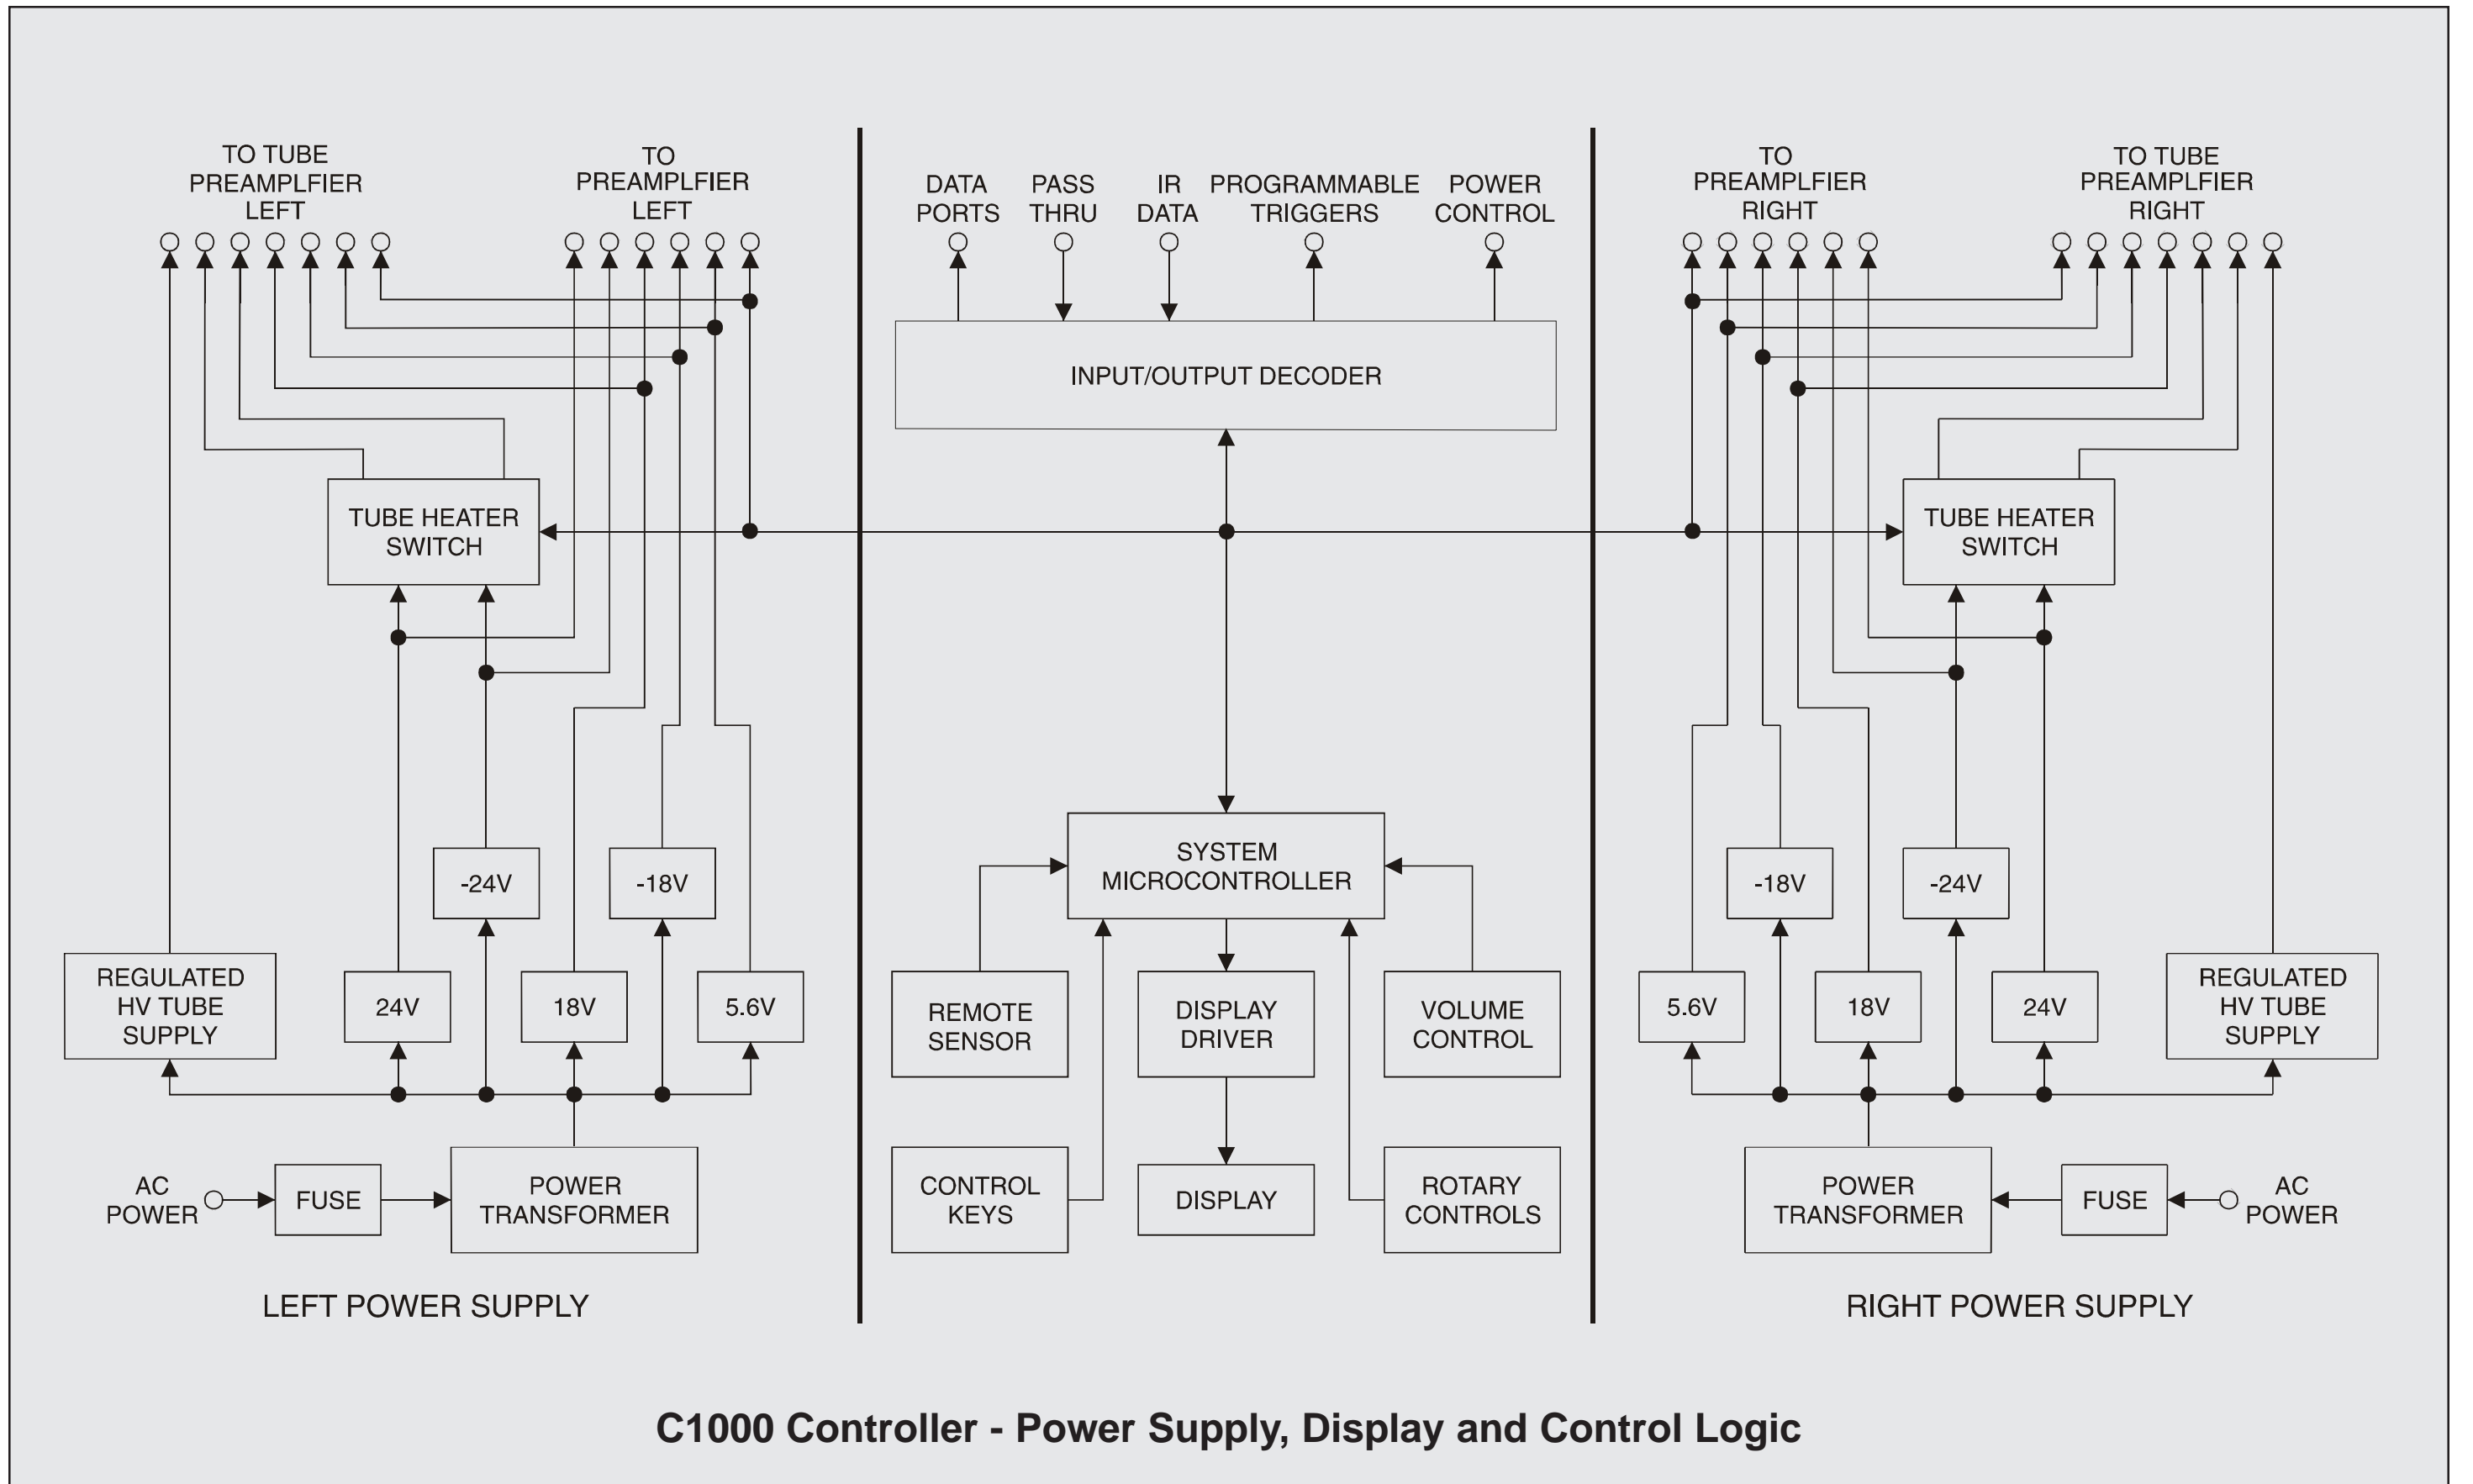 TO TUBE
PREAMPLFIER
LEFT
TO
PREAMPLFIER
LEFT
DATA
PORTS
PASS
THRU
IR
DATA
PROGRAMMABLE
TRIGGERS
POWER
CONTROL
TO
PREAMPLFIER
RIGHT
TO TUBE
PREAMPLFIER
RIGHT
INPUT/OUTPUT DECODER
TUBE HEATER
SWITCH
TUBE HEATER
SWITCH
-24V
-18V
SYSTEM
MICROCONTROLLER
-18V
-24V
REGULATED
HV TUBE
SUPPLY
24V
18V
5.6V
REMOTE
SENSOR
DISPLAY
DRIVER
VOLUME
CONTROL
5.6V
18V
24V
REGULATED
HV TUBE
SUPPLY
AC
POWER
FUSE
POWER
TRANSFORMER
CONTROL
KEYS
DISPLAY
ROTARY
CONTROLS
POWER
TRANSFORMER
FUSE
AC
POWER
LEFT POWER SUPPLY
RIGHT POWER SUPPLY
C1000 Controller - Power Supply, Display and Control Logic